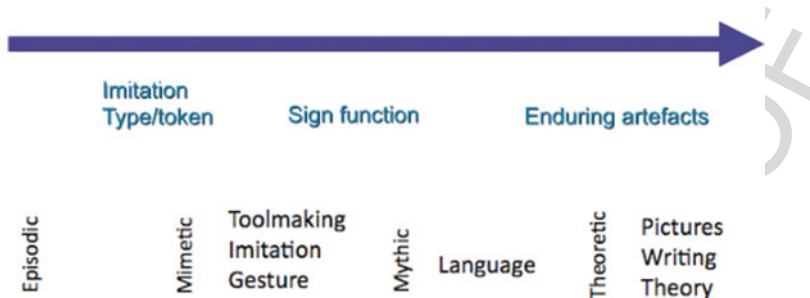 Imitation
Type/token
Sign function
Enduring artefacts
Episodic
Mimetic
Toolmaking
Imitation
Gesture
Mythic
Language
Theoretic
Pictures
Writing
Theory